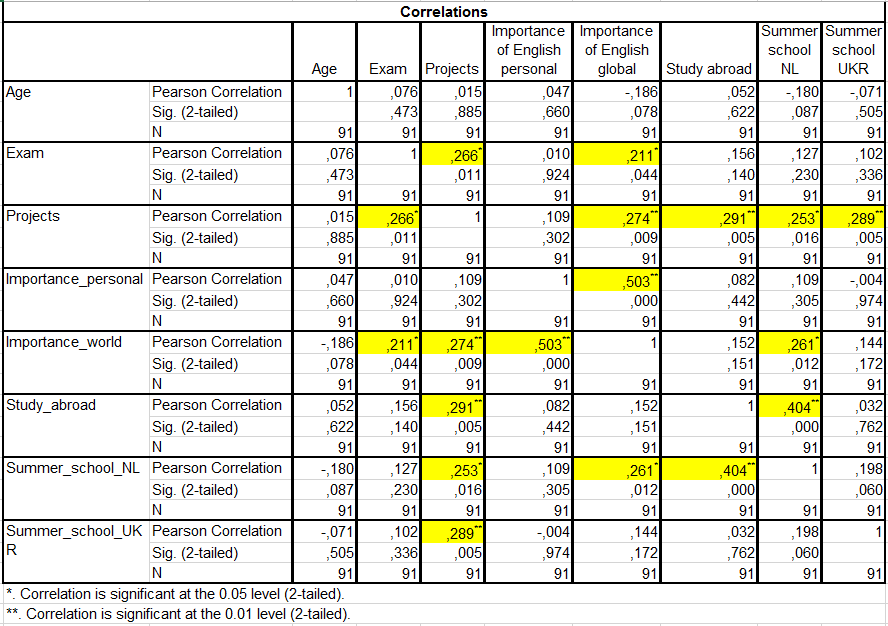 Correlations
Age Exam Projects Importance of English personal Importance of English global Study abroad Summer school NL Summer school UKR
Age Pearson Correlation 1 ,076 ,015 ,047 -,186 ,052 -,180 -,071
Sig. (2-tailed) ,473 ,885 ,660 ,078 ,622 ,087 ,505
N 91 91 91 91 91 91 91 91
Exam Pearson Correlation ,076 1 ,266* ,010 ,211* ,156 ,127 ,102
Sig. (2-tailed) ,473 ,011 ,924 ,044 ,140 ,230 ,336
N 91 91 91 91 91 91 91 91
Projects Pearson Correlation ,015 ,266* 1 ,109 ,274** ,291** ,253* ,289**
Sig. (2-tailed) ,885 ,011 ,302 ,009 ,005 ,016 ,005
N 91 91 91 91 91 91 91 91
Importance_personal Pearson Correlation ,047 ,010 ,109 1 ,503** ,082 ,109 -,004
Sig. (2-tailed) ,660 ,924 ,302 ,000 ,442 ,305 ,974
N 91 91 91 91 91 91 91 91
Importance_world Pearson Correlation -,186 ,211* ,274** ,503** 1 ,152 ,261* ,144
Sig. (2-tailed) ,078 ,044 ,009 ,000 ,151 ,012 ,172
N 91 91 91 91 91 91 91 91
Study_abroad Pearson Correlation ,052 ,156 ,291** ,082 ,152 1 ,404** ,032
Sig. (2-tailed) ,622 ,140 ,005 ,442 ,151 ,000 ,762
N 91 91 91 91 91 91 91 91
Summer_school_NL Pearson Correlation -,180 ,127 ,253* ,109 ,261* ,404** 1 ,198
Sig. (2-tailed) ,087 ,230 ,016 ,305 ,012 ,000 ,060
N 91 91 91 91 91 91 91 91
Summer_school_UK Pearson Correlation -,071 ,102 ,289** -,004 ,144 ,032 ,198 1
R Sig. (2-tailed) ,505 ,336 ,005 ,974 ,172 ,762 ,060
N 91 91 91 91 91 91 91 91
*. Correlation is significant at the 0.05 level (2-tailed).
**. Correlation is significant at the 0.01 level (2-tailed).